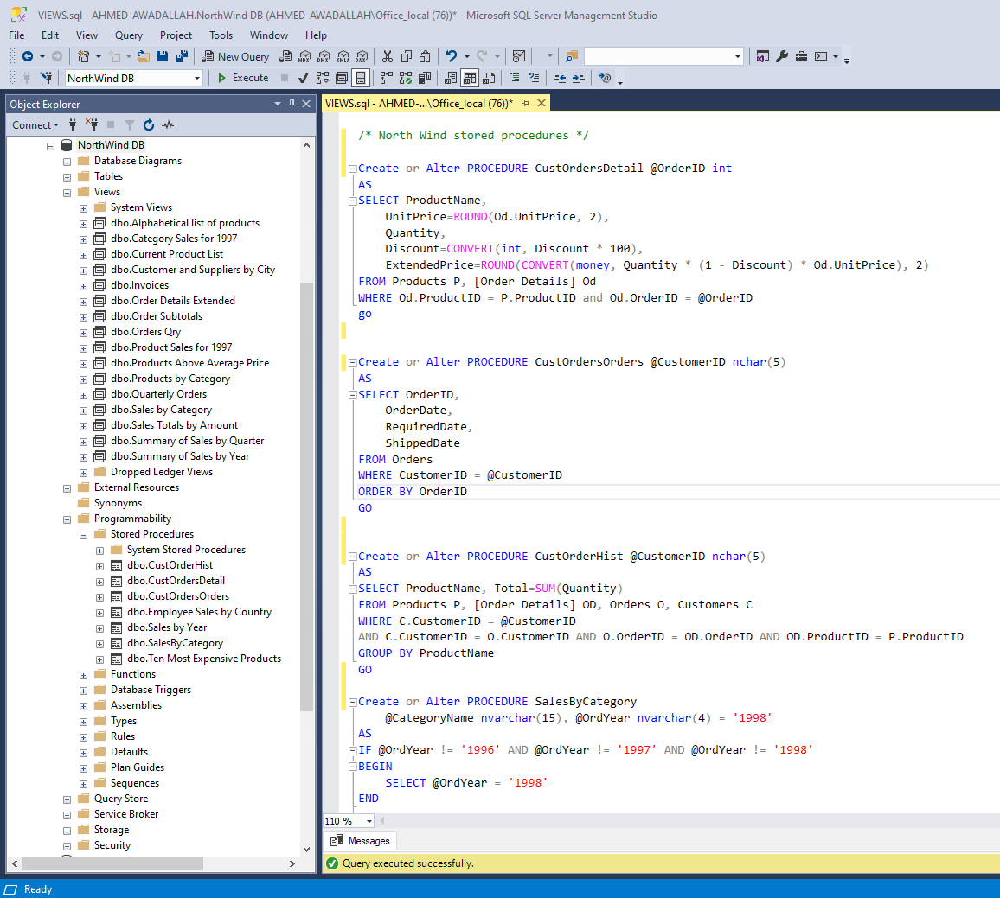 VIEWS.sql - AHMED-AWADALLAH.NorthWind DB (AHMED-AWADALLAH\Office_local (76))* - Microsoft SQL Server Management Studio
File Edit View Query Project Tools Window Help
New Query MDX DMX XMLA DAX
NorthWind DB Execute
Object Explorer
Connect
NorthWind DB
Database Diagrams
Tables
Views
System Views
dbo.Alphabetical list of products
dbo.Category Sales for 1997
dbo.Current Product List
dbo.Customer and Suppliers by City
dbo.Invoices
dbo.Order Details Extended
dbo.Order Subtotals
dbo.Orders Qry
dbo.Product Sales for 1997
dbo.Products Above Average Price
dbo.Products by Category
dbo.Quarterly Orders
dbo.Sales by Category
dbo.Sales Totals by Amount
dbo.Summary of Sales by Quarter
dbo.Summary of Sales by Year
Dropped Ledger Views
External Resources
Synonyms
Programmability
Stored Procedures
System Stored Procedures
dbo.CustOrderHist
dbo.CustOrdersDetail
dbo.CustOrdersOrders
dbo.Employee Sales by Country
dbo.Sales by Year
dbo.SalesByCategory
dbo.Ten Most Expensive Products
Functions
Database Triggers
Assemblies
Types
Rules
Defaults
Plan Guides
Sequences
Query Store
Service Broker
Storage
Security
VIEWS.sql - AHMED-...\Office_local (76))*
/* North Wind stored procedures */
Create or Alter PROCEDURE CustOrdersDetail @OrderID int
AS
SELECT ProductName,
UnitPrice=ROUND(Od.UnitPrice, 2),
Quantity,
Discount=CONVERT(int, Discount * 100),
ExtendedPrice=ROUND(CONVERT(money, Quantity * (1 - Discount) * Od.UnitPrice), 2)
FROM Products P, [Order Details] Od
WHERE Od.ProductID = P.ProductID and Od.OrderID = @OrderID
go
Create or Alter PROCEDURE CustOrdersOrders @CustomerID nchar(5)
AS
SELECT OrderID,
OrderDate,
RequiredDate,
ShippedDate
FROM Orders
WHERE CustomerID = @CustomerID
ORDER BY OrderID
GO
Create or Alter PROCEDURE CustOrderHist @CustomerID nchar(5)
AS
SELECT ProductName, Total=SUM(Quantity)
FROM Products P, [Order Details] OD, Orders O, Customers C
WHERE C.CustomerID = @CustomerID
AND C.CustomerID = O.CustomerID AND O.OrderID = OD.OrderID AND OD.ProductID = P.ProductID
GROUP BY ProductName
GO
Create or Alter PROCEDURE SalesByCategory
@CategoryName nvarchar(15), @OrdYear nvarchar(4) = '1998'
AS
IF @OrdYear != '1996' AND @OrdYear != '1997' AND @OrdYear != '1998'
BEGIN
SELECT @OrdYear = '1998'
END
110 %
Messages
Query executed successfully.
Ready